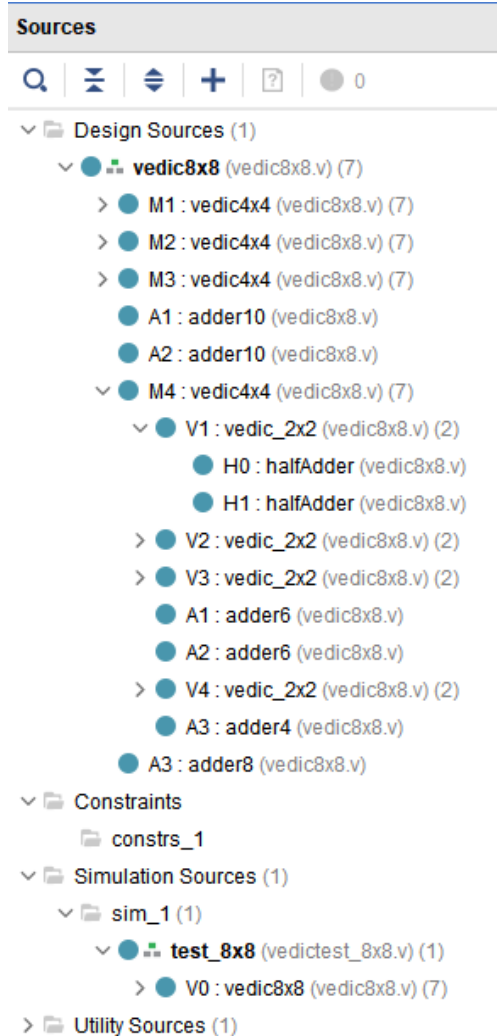 Sources
0
Design Sources (1)
vedic8x8 (vedic8x8.v) (7)
M1 : vedic4x4 (vedic8x8.v) (7)
M2 : vedic4x4 (vedic8x8.v) (7)
M3 : vedic4x4 (vedic8x8.v) (7)
A1 : adder10 (vedic8x8.v)
A2 : adder10 (vedic8x8.v)
M4 : vedic4x4 (vedic8x8.v) (7)
V1 : vedic_2x2 (vedic8x8.v) (2)
H0 : halfAdder (vedic8x8.v)
H1 : halfAdder (vedic8x8.v)
V2 : vedic_2x2 (vedic8x8.v) (2)
V3 : vedic_2x2 (vedic8x8.v) (2)
A1 : adder6 (vedic8x8.v)
A2 : adder6 (vedic8x8.v)
V4 : vedic_2x2 (vedic8x8.v) (2)
A3 : adder4 (vedic8x8.v)
A3 : adder8 (vedic8x8.v)
Constraints
constrs_1
Simulation Sources (1)
sim_1 (1)
test_8x8 (vedictest_8x8.v) (1)
V0 : vedic8x8 (vedic8x8.v) (7)
Utility Sources (1)